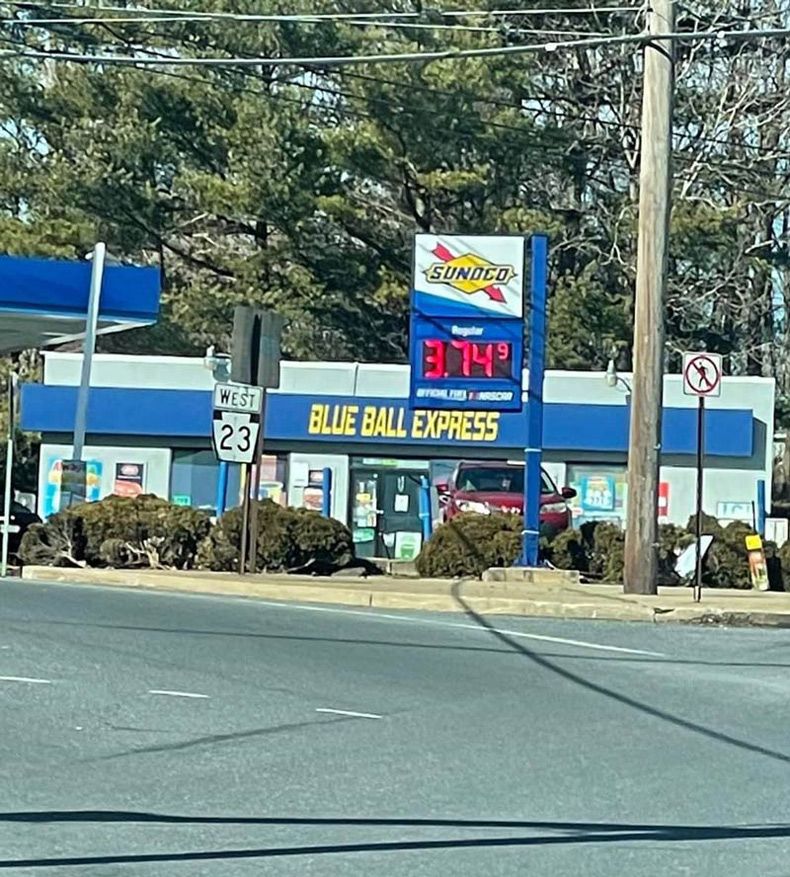 SUNOCO
Regular
3.74 9
OFFICIAL FUEL NASCAR
WEST
23
BLUE BALL EXPRESS